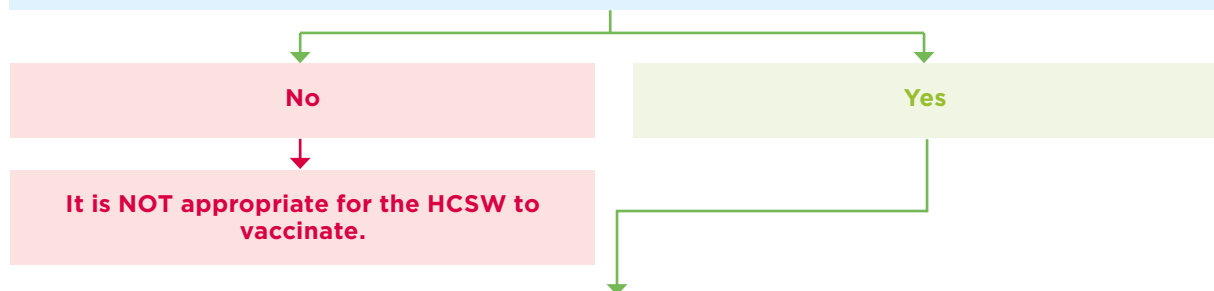 No
Yes
It is NOT appropriate for the HCSW to
vaccinate.